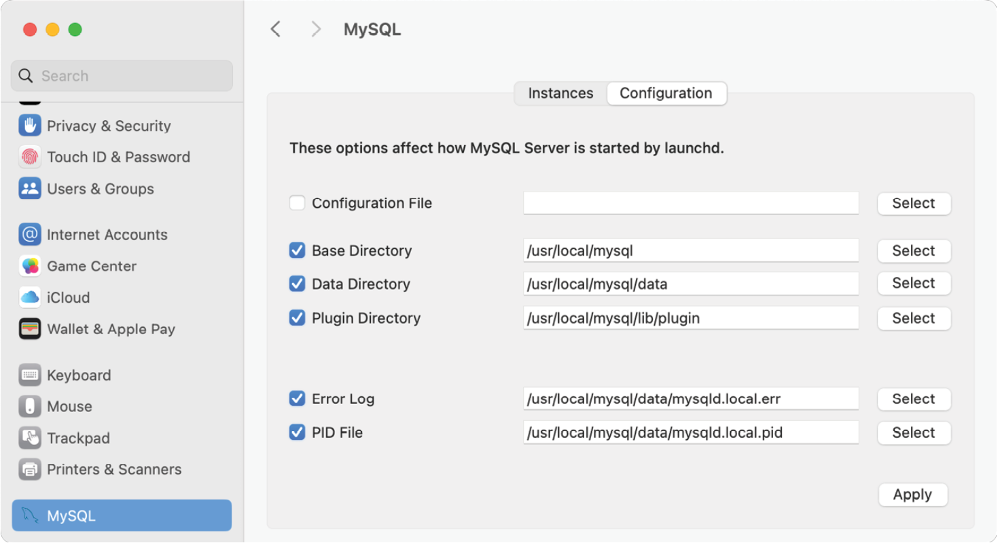 MySQL
Search
Privacy & Security
Touch ID & Password
Users & Groups
Internet Accounts
Game Center
iCloud
Wallet & Apple Pay
Keyboard
Mouse
Trackpad
Printers & Scanners
MySQL
Instances Configuration
These options affect how MySQL Server is started by launchd.
Configuration File Select
Base Directory /usr/local/mysql Select
Data Directory /usr/local/mysql/data Select
Plugin Directory /usr/local/mysql/lib/plugin Select
Error Log /usr/local/mysql/data/mysqld.local.err Select
PID File /usr/local/mysql/data/mysqld.local.pid Select
Apply